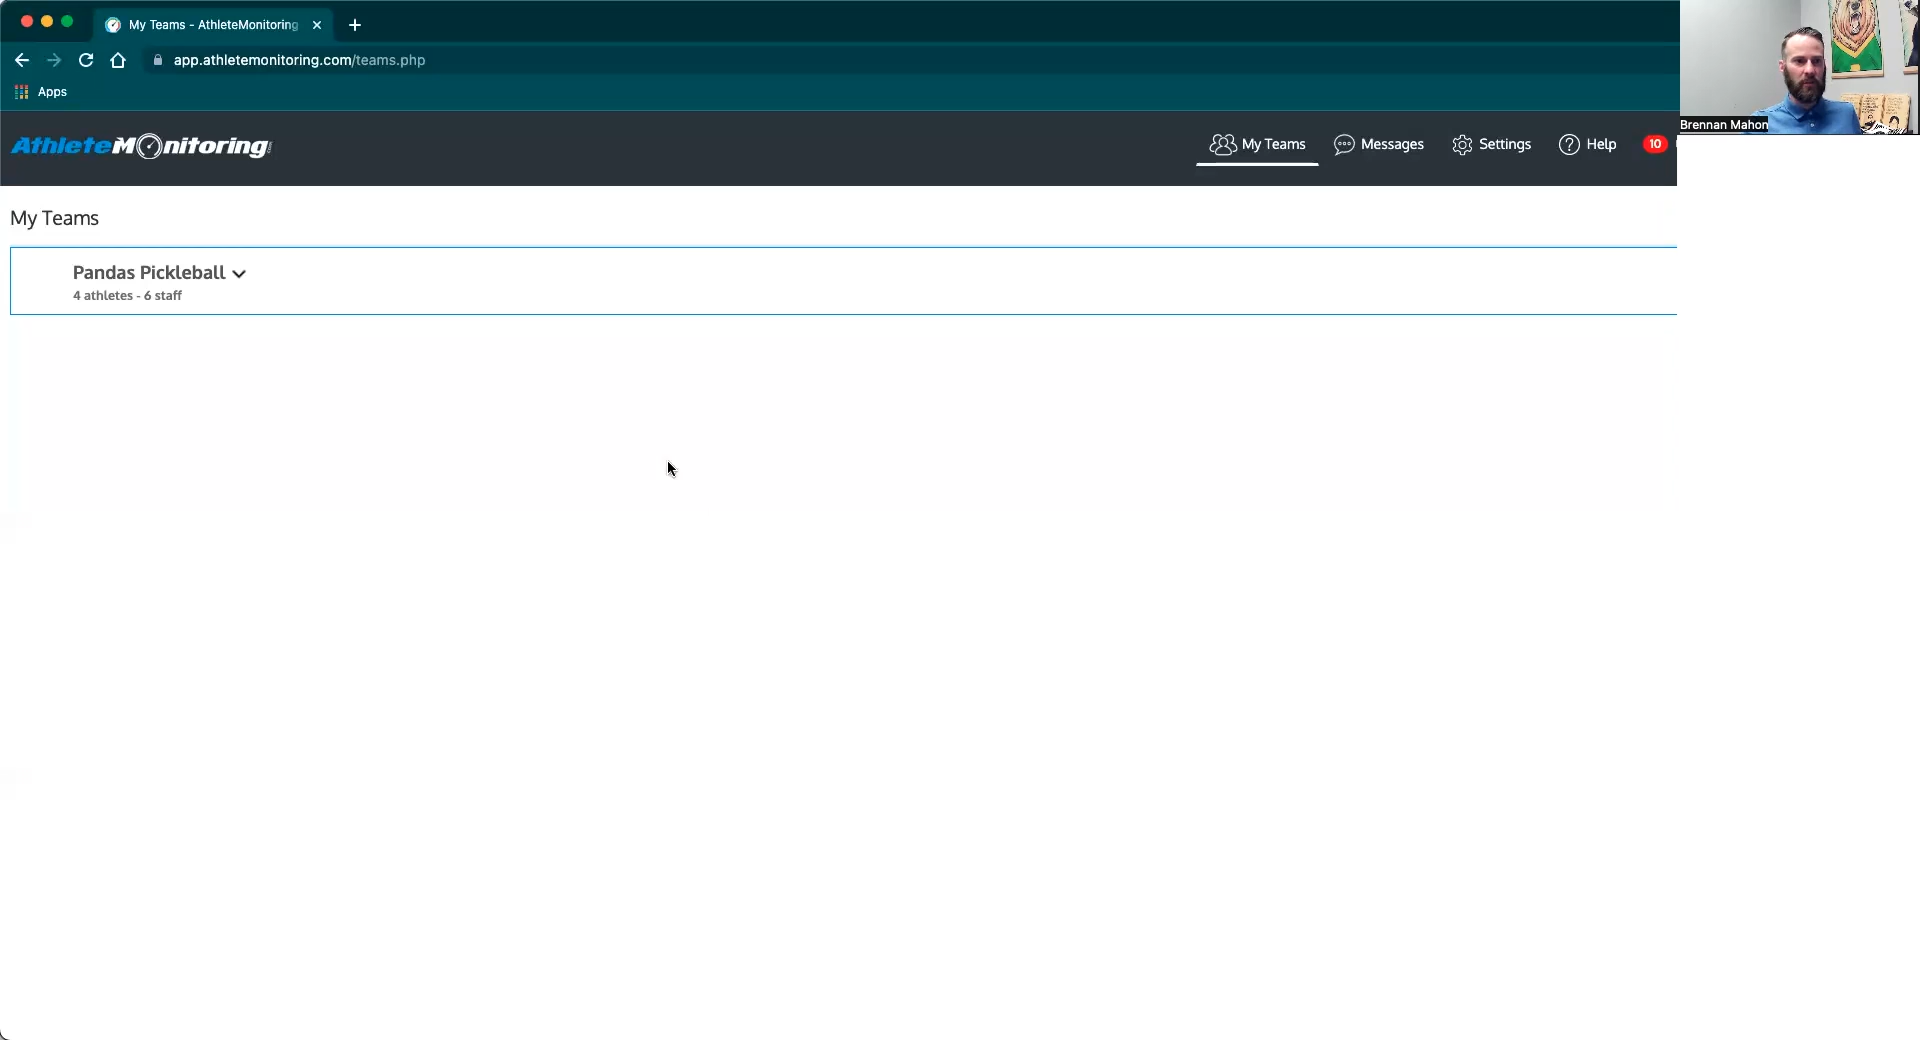 My Teams - AthleteMonitoring
app.athletemonitoring.com/teams.php
Apps
Brennan Mahon
AthleteMonitoring
My Teams
Messages
Settings
Help
10
My Teams
Pandas Pickleball
4 athletes - 6 staff